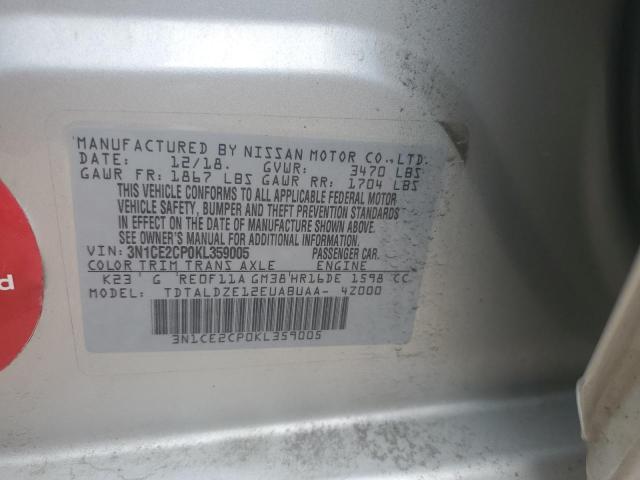 MANUFACTURED BY NISSAN MOTOR CO., LTD.
DATE: 12/18. GVWR: 3470 LBS
GAWR FR: 1867 LBS GAWR RR: 1704 LBS
THIS VEHICLE CONFORMS TO ALL APPLICABLE FEDERAL MOTOR
VEHICLE SAFETY, BUMPER AND THEFT PREVENTION STANDARDS
IN EFFECT ON THE DATE OF MANUFACTURE SHOWN ABOVE.
SEE OWNER'S MANUAL FOR ADDITIONAL INFORMATION.
VIN: 3N1CE2CP0KL359005 PASSENGER CAR.
COLOR TRIM TRANS AXLE ENGINE
K23 G RE0F11A GM38 HR16DE 1598 CC
MODEL: TDTALDZE12EUABUAA- 4Z000
3N1CE2CP0KL359005